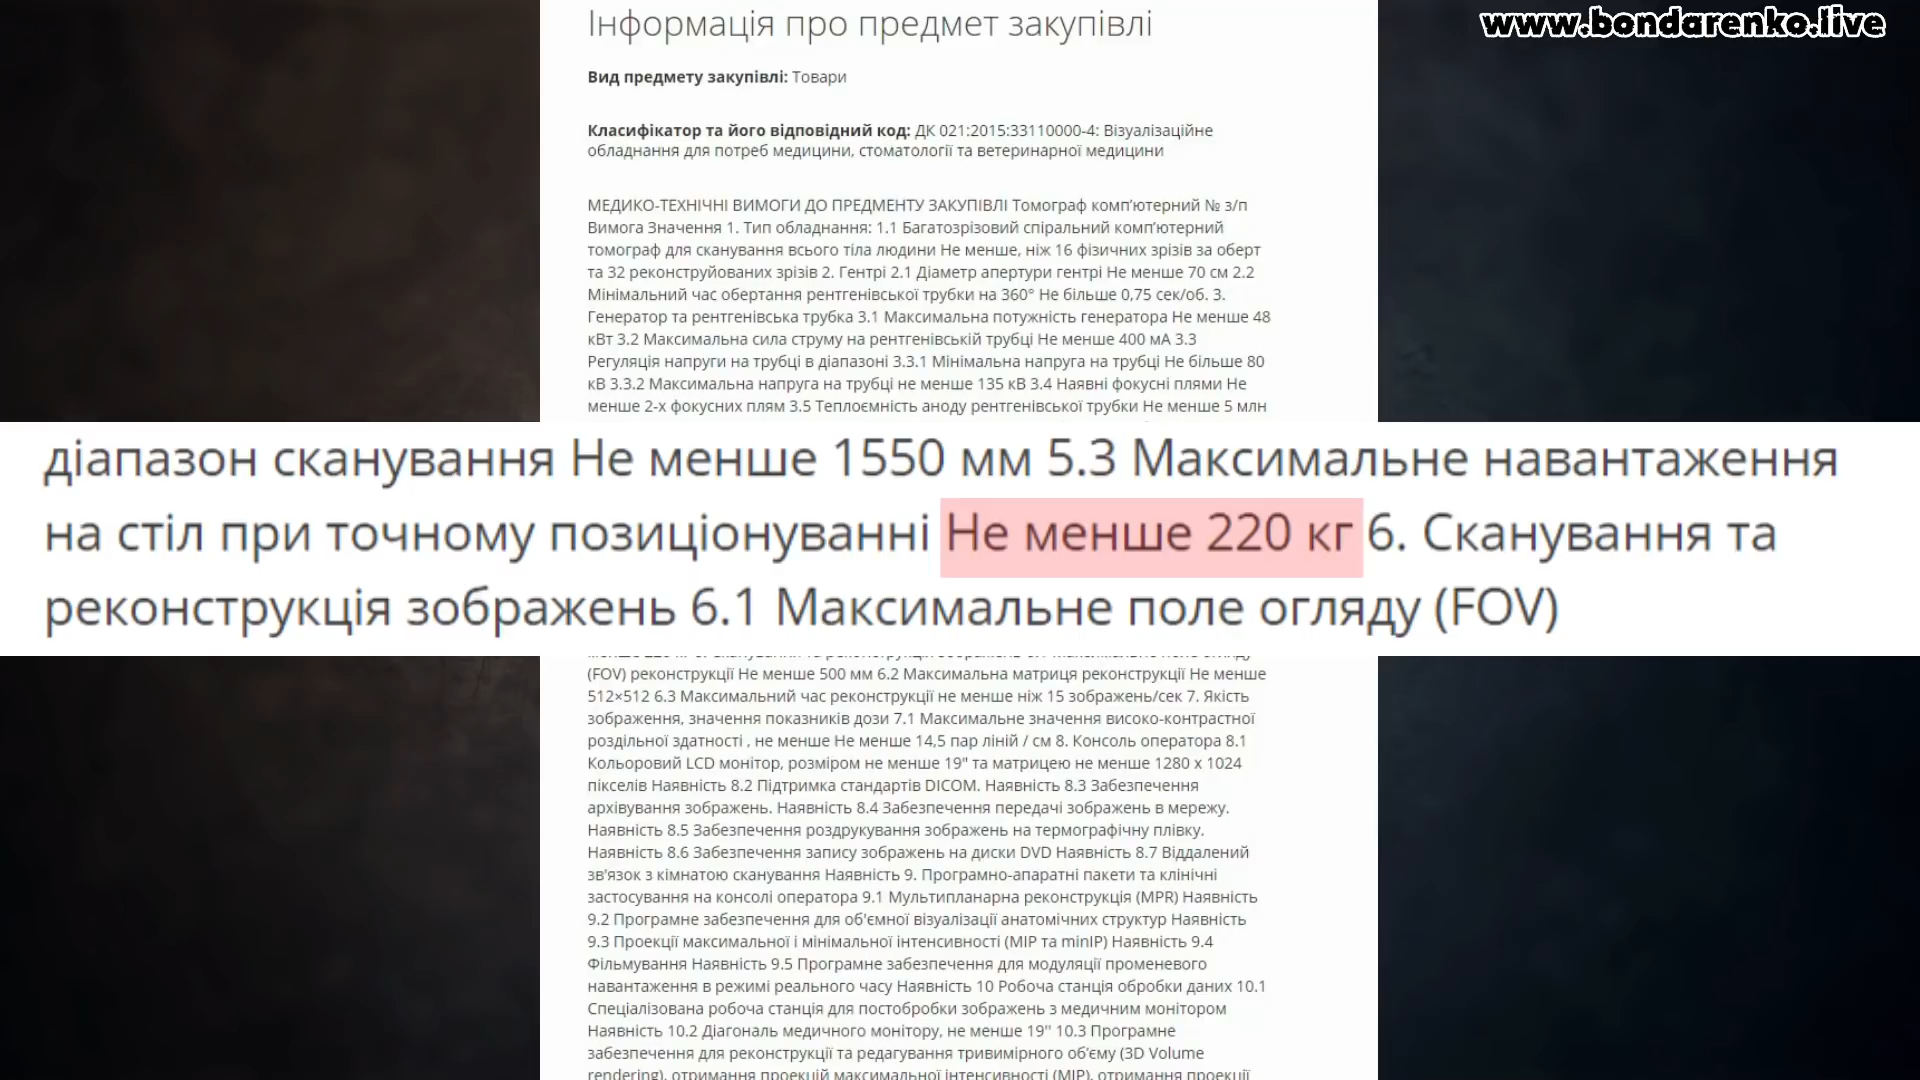 www.bondarenko.live
Інформація про предмет закупівлі
Вид предмету закупівлі: Товари
Класифікатор та його відповідний код: ДК 021:2015:33110000-4: Візуалізаційне
обладнання для потреб медицини, стоматології та ветеринарної медицини
МЕДИКО-ТЕХНІЧНІ ВИМОГИ ДО ПРЕДМЕНТУ ЗАКУПІВЛІ Томограф комп’ютерний № з/п
Вимога Значення 1. Тип обладнання: 1.1 Багатозрізовий спіральний комп’ютерний
томограф для сканування всього тіла людини Не менше, ніж 16 фізичних зрізів за оберт
та 32 реконструйованих зрізів 2. Гентрі 2.1 Діаметр апертури гентрі Не менше 70 см 2.2
Мінімальний час обертання рентгенівської трубки на 360° Не більше 0,75 сек/об. 3.
Генератор та рентгенівська трубка 3.1 Максимальна потужність генератора Не менше 48
кВт 3.2 Максимальна сила струму на рентгенівській трубці Не менше 400 мА 3.3
Регуляція напруги на трубці в діапазоні 3.3.1 Мінімальна напруга на трубці Не більше 80
кВ 3.3.2 Максимальна напруга на трубці не менше 135 кВ 3.4 Наявні фокусні плями Не
менше 2-х фокусних плям 3.5 Теплоємність аноду рентгенівської трубки Не менше 5 млн
діапазон сканування Не менше 1550 мм 5.3 Максимальне навантаження
на стіл при точному позиціонуванні Не менше 220 кг 6. Сканування та
реконструкція зображень 6.1 Максимальне поле огляду (FOV)
(FOV) реконструкції Не менше 500 мм 6.2 Максимальна матриця реконструкції Не менше
512×512 6.3 Максимальний час реконструкції не менше ніж 15 зображень/сек 7. Якість
зображення, значення показників дози 7.1 Максимальне значення високо-контрастної
роздільної здатності , не менше Не менше 14,5 пар ліній / см 8. Консоль оператора 8.1
Кольоровий LCD монітор, розміром не менше 19" та матрицею не менше 1280 x 1024
пікселів Наявність 8.2 Підтримка стандартів DICOM. Наявність 8.3 Забезпечення
архівування зображень. Наявність 8.4 Забезпечення передачі зображень в мережу.
Наявність 8.5 Забезпечення роздрукування зображень на термографічну плівку.
Наявність 8.6 Забезпечення запису зображень на диски DVD Наявність 8.7 Віддалений
зв'язок з кімнатою сканування Наявність 9. Програмно-апаратні пакети та клінічні
застосування на консолі оператора 9.1 Мультипланарна реконструкція (MPR) Наявність
9.2 Програмне забезпечення для об'ємної візуалізації анатомічних структур Наявність
9.3 Проекції максимальної і мінімальної інтенсивності (MIP та minIP) Наявність 9.4
Фільмування Наявність 9.5 Програмне забезпечення для модуляції променевого
навантаження в режимі реального часу Наявність 10 Робоча станція обробки даних 10.1
Спеціалізована робоча станція для постобробки зображень з медичним монітором
Наявність 10.2 Діагональ медичного монітору, не менше 19'' 10.3 Програмне
забезпечення для реконструкції та редагування тривимірного об’єму (3D Volume
rendering), отримання проекцій максимальної інтенсивності (MIP), отримання проекції